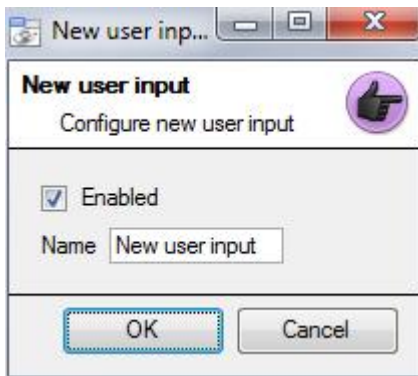 New user inp...
New user input
Configure new user input
Enabled
Name New user input
OK Cancel